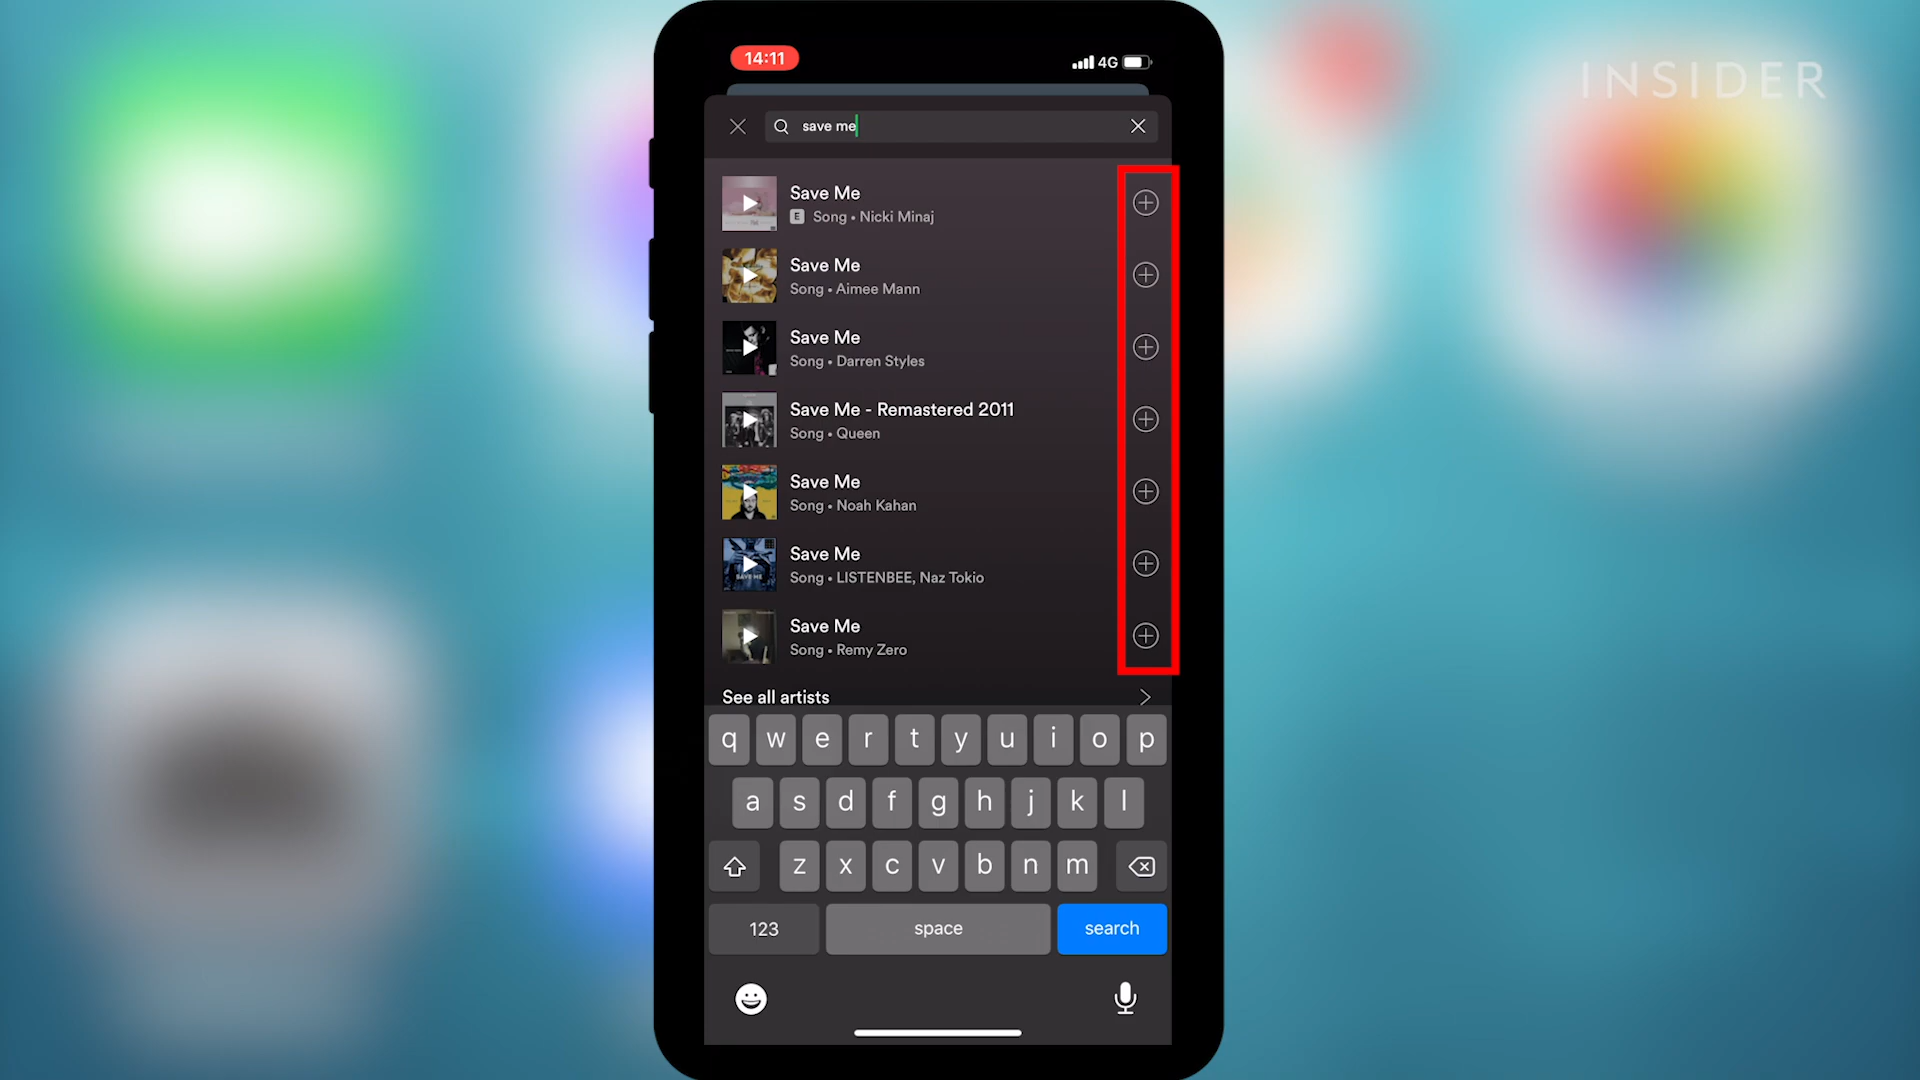 INSIDER
14:11
4G
save me
Save Me
E Song • Nicki Minaj
Save Me
Song • Aimee Mann
Save Me
Song • Darren Styles
Save Me - Remastered 2011
Song • Queen
Save Me
Song • Noah Kahan
Save Me
Song • LISTENBEE, Naz Tokio
SAVE ME
Save Me
Song • Remy Zero
See all artists
q w e r t y u i o p
a s d f g h j k l
z x c v b n m
123 space search